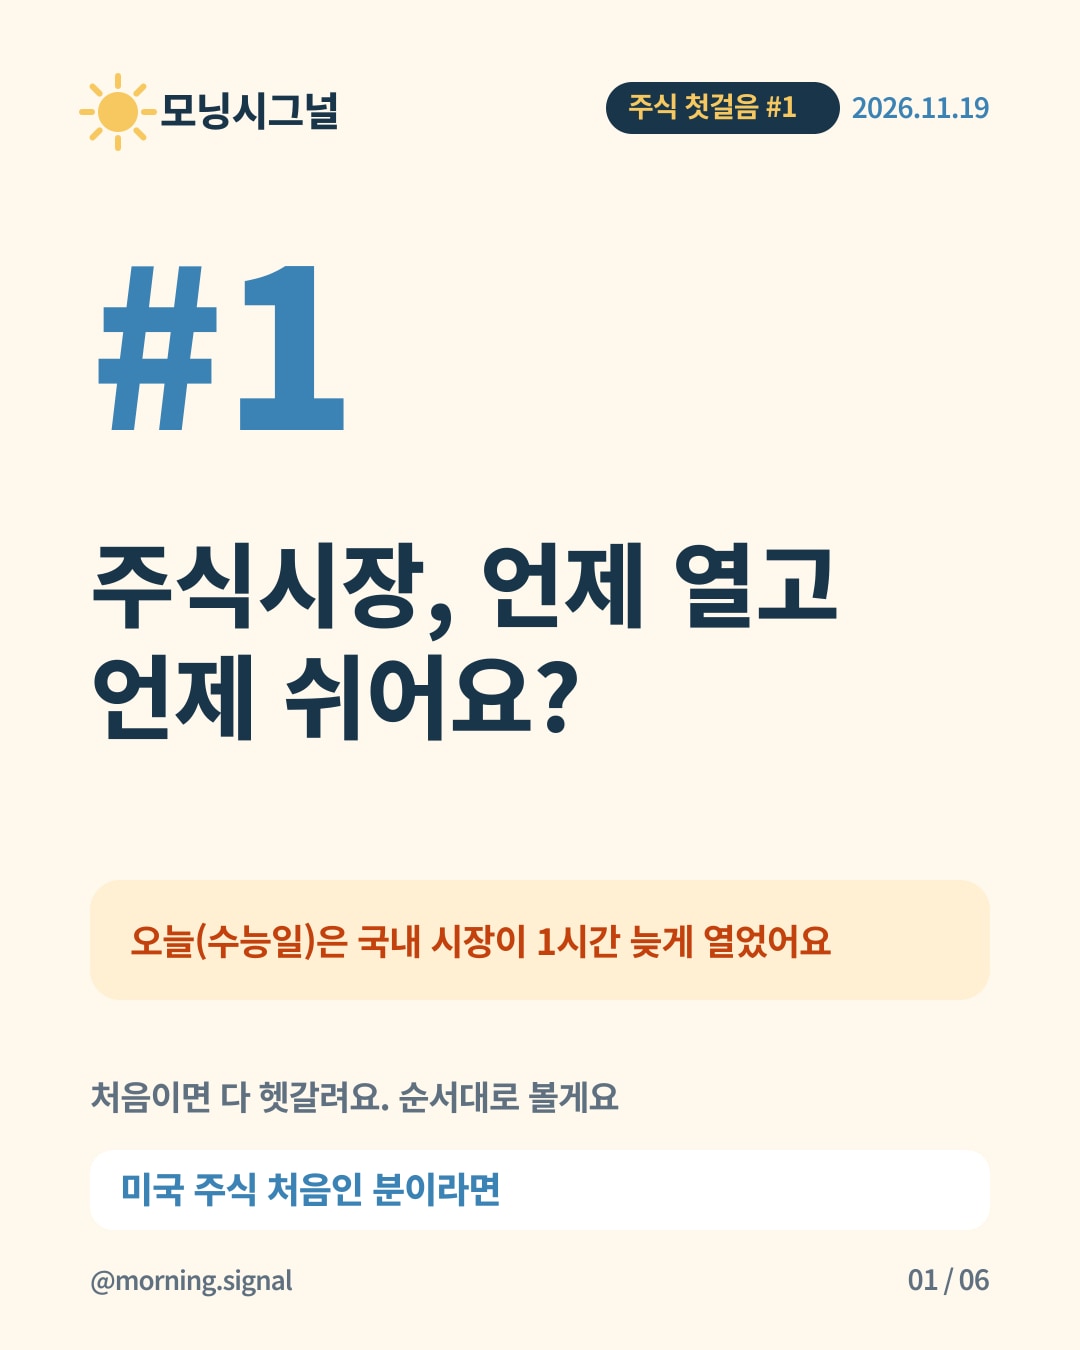 모닝시그널
주식 첫걸음 #1
2026.11.19
#1
주식시장, 언제 열고
언제 쉬어요?
오늘(수능일)은 국내 시장이 1시간 늦게 열었어요
처음이면 다 헷갈려요. 순서대로 볼게요
미국 주식 처음인 분이라면
@morning.signal
01 / 06